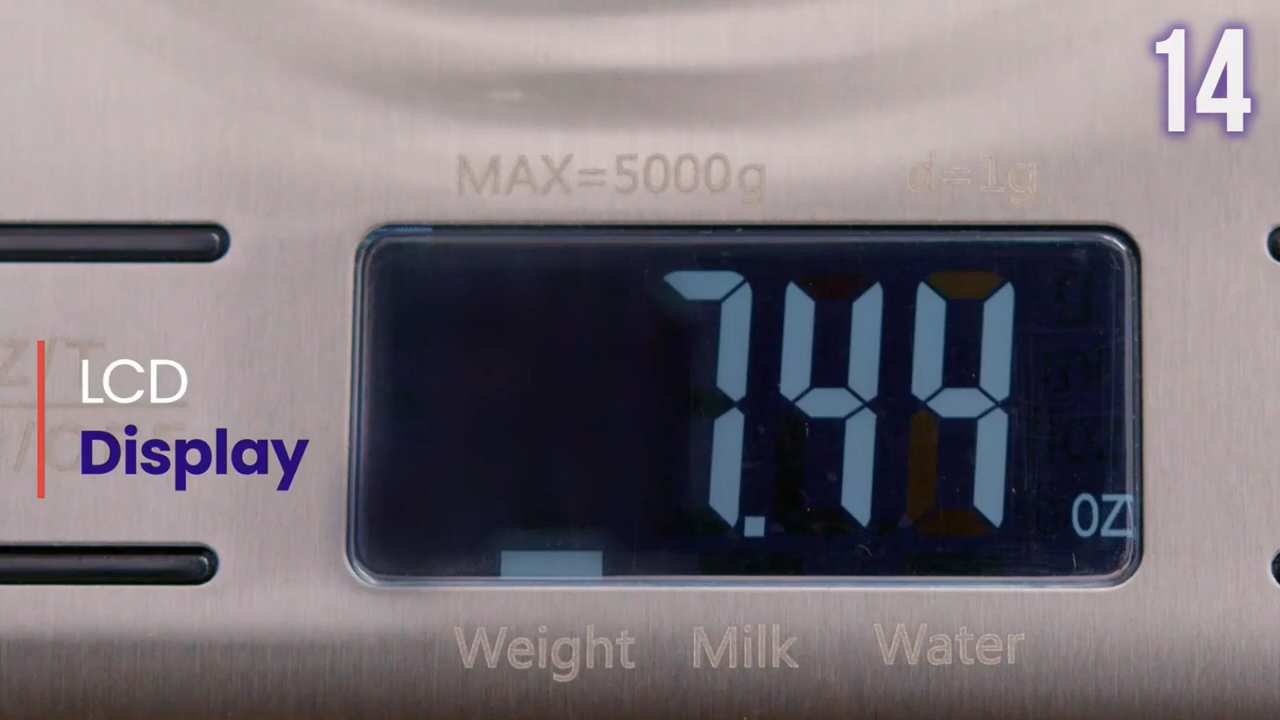 14
MAX=5000g d=1g
LCD
Display
7.44
OZ
Weight Milk Water